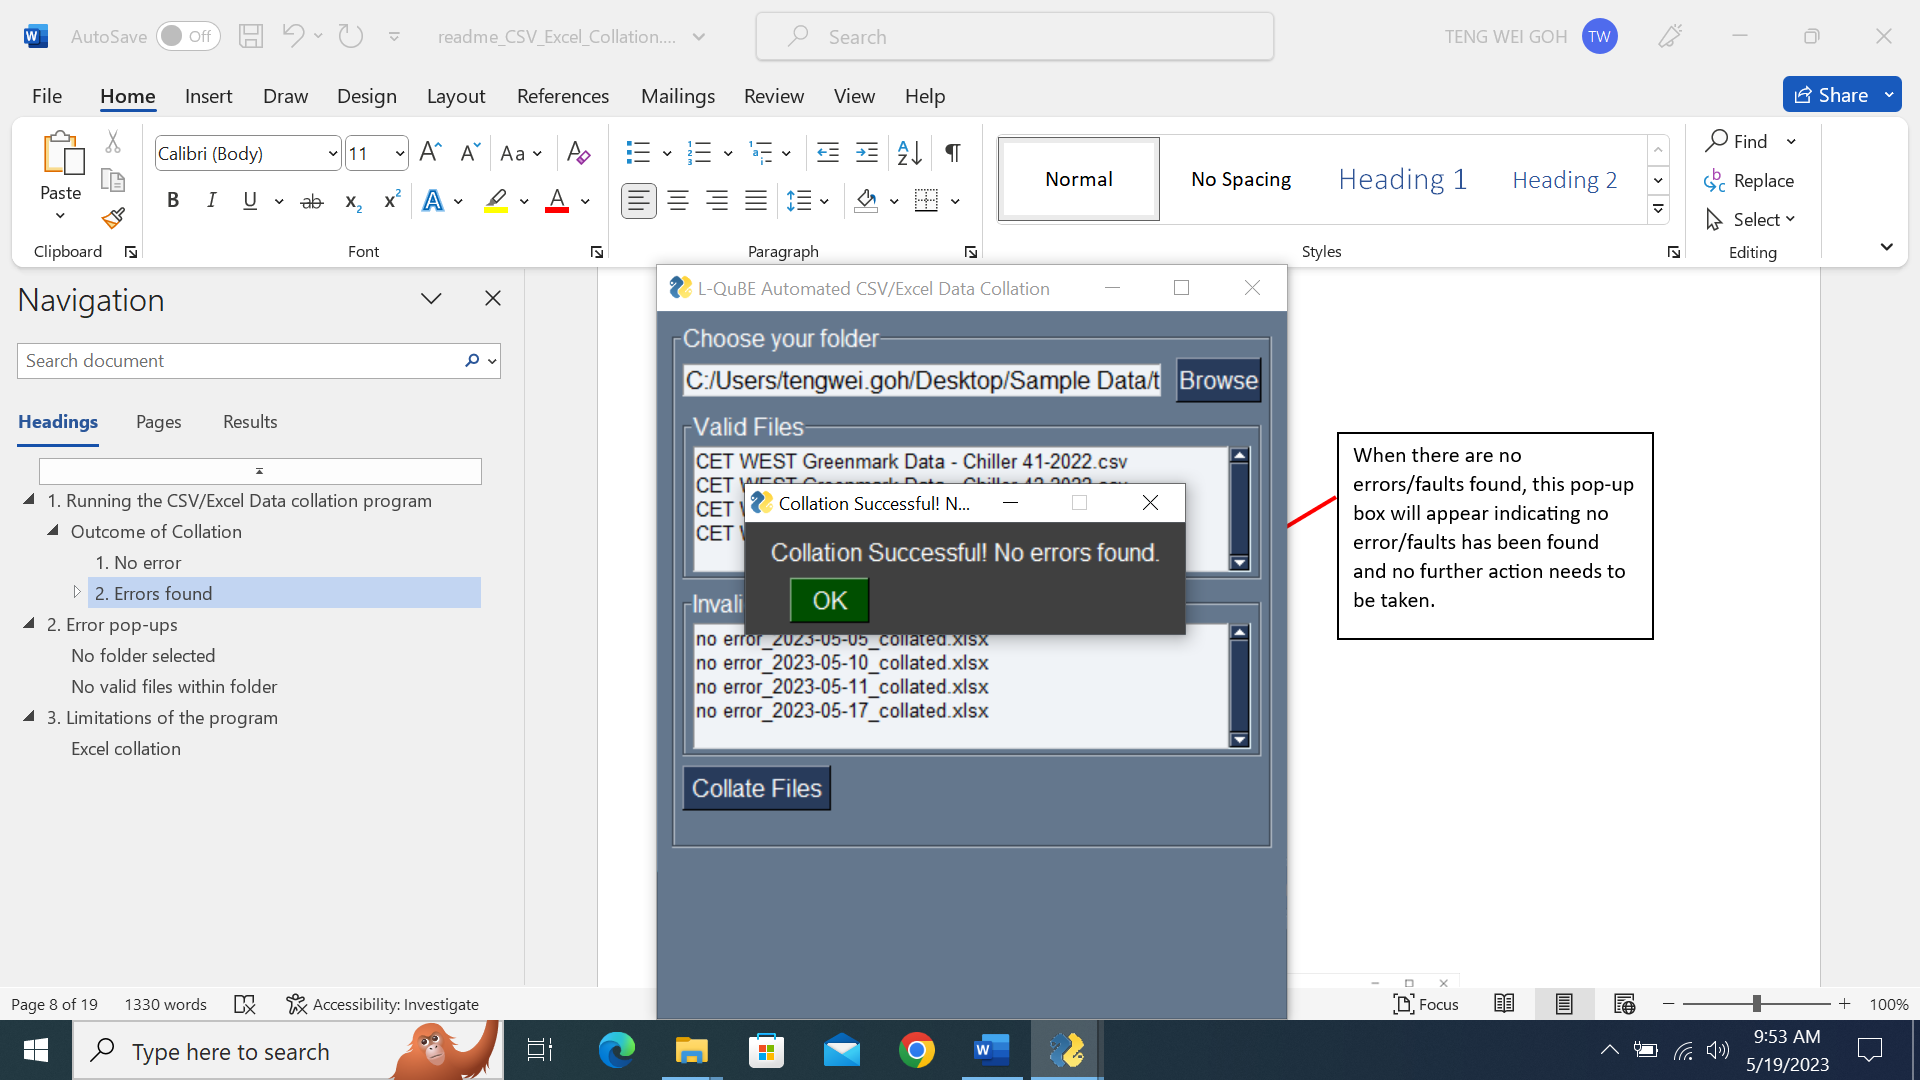 AutoSave Off readme_CSV_Excel_Collation.... Search TENG WEI GOH TW
File Home Insert Draw Design Layout References Mailings Review View Help Share
Paste
Clipboard
Calibri (Body) 11
Aa
B I U ab x₂ x² A A
Font
Paragraph
Normal No Spacing Heading 1 Heading 2
Styles
Find
Replace
Select
Editing
Navigation
Search document
Headings Pages Results
1. Running the CSV/Excel Data collation program
Outcome of Collation
1. No error
2. Errors found
2. Error pop-ups
No folder selected
No valid files within folder
3. Limitations of the program
Excel collation
L-QuBE Automated CSV/Excel Data Collation
Choose your folder
C:/Users/tengwei.goh/Desktop/Sample Data/t Browse
Valid Files
CET WEST Greenmark Data - Chiller 41-2022.csv
CET
CET
CET
Collation Successful! N...
Collation Successful! No errors found.
OK
Invali
no error_2023-05-05_collated.xlsx
no error_2023-05-10_collated.xlsx
no error_2023-05-11_collated.xlsx
no error_2023-05-17_collated.xlsx
Collate Files
When there are no
errors/faults found, this pop-up
box will appear indicating no
error/faults has been found
and no further action needs to
be taken.
Page 8 of 19 1330 words Accessibility: Investigate Focus 100%
Type here to search
9:53 AM
5/19/2023